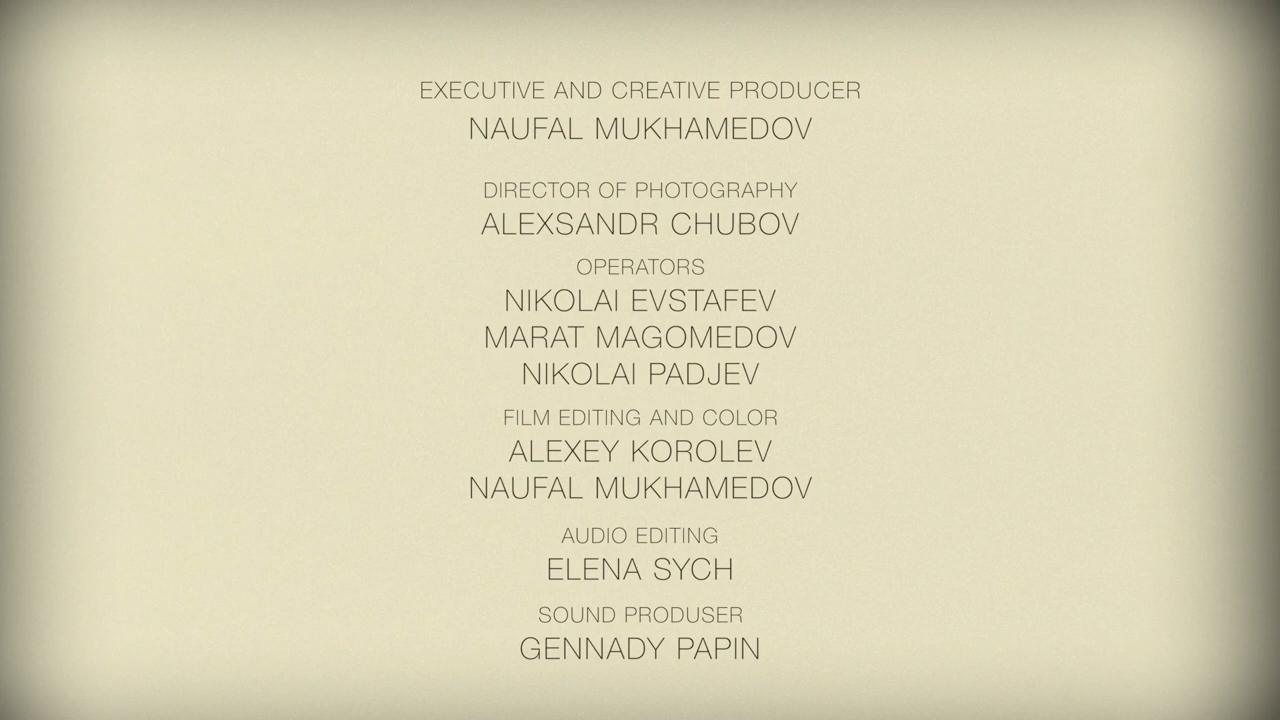 EXECUTIVE AND CREATIVE PRODUCER
NAUFAL MUKHAMEDOV
DIRECTOR OF PHOTOGRAPHY
ALEXSANDR CHUBOV
OPERATORS
NIKOLAI EVSTAFEV
MARAT MAGOMEDOV
NIKOLAI PADJEV
FILM EDITING AND COLOR
ALEXEY KOROLEV
NAUFAL MUKHAMEDOV
AUDIO EDITING
ELENA SYCH
SOUND PRODUSER
GENNADY PAPIN